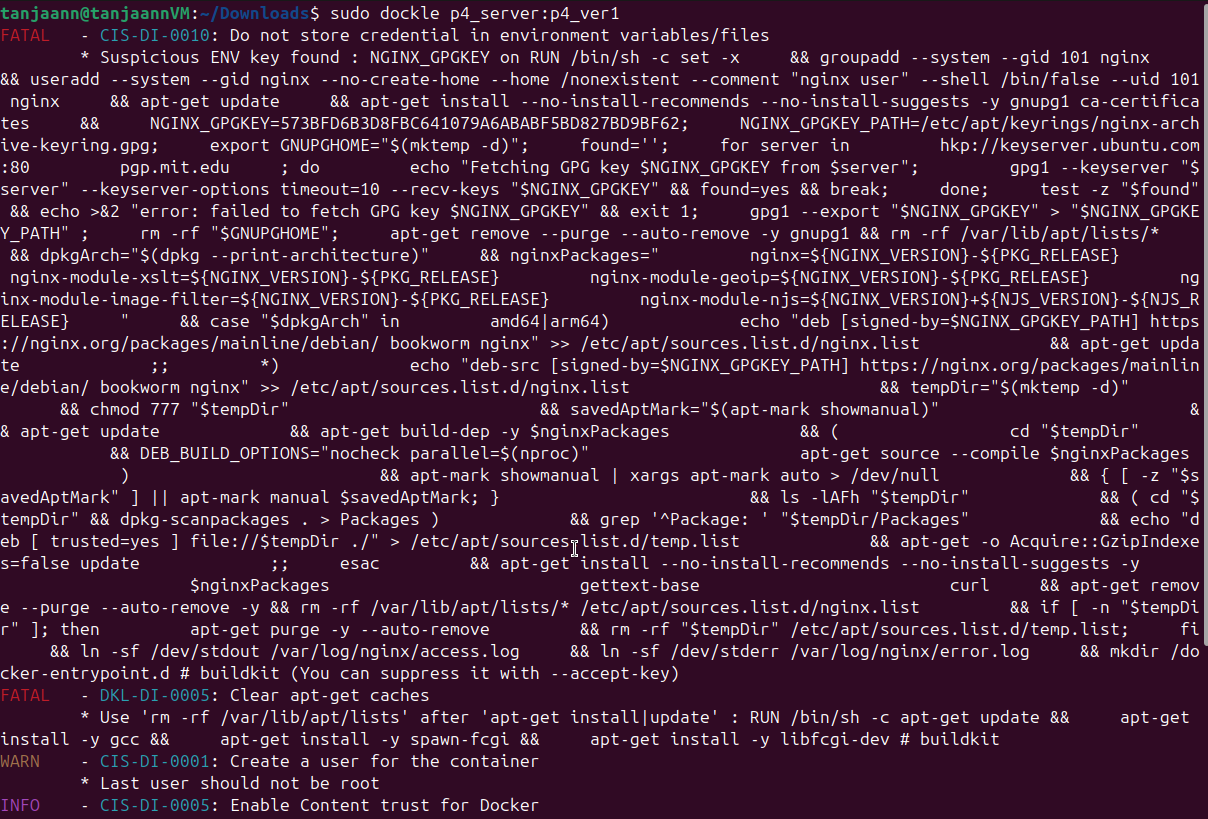 tanjaann@tanjaannVM:~/Downloads$ sudo dockle p4_server:p4_ver1
FATAL   - CIS-DI-0010: Do not store credential in environment variables/files
        * Suspicious ENV key found : NGINX_GPGKEY on RUN /bin/sh -c set -x     && groupadd --system --gid 101 nginx
&& useradd --system --gid nginx --no-create-home --home /nonexistent --comment "nginx user" --shell /bin/false --uid 101
 nginx     && apt-get update     && apt-get install --no-install-recommends --no-install-suggests -y gnupg1 ca-certifica
tes     &&     NGINX_GPGKEY=573BFD6B3D8FBC641079A6ABABF5BD827BD9BF62;     NGINX_GPGKEY_PATH=/etc/apt/keyrings/nginx-arch
ive-keyring.gpg;     export GNUPGHOME="$(mktemp -d)";     found='';     for server in         hkp://keyserver.ubuntu.com
:80         pgp.mit.edu     ; do         echo "Fetching GPG key $NGINX_GPGKEY from $server";         gpg1 --keyserver "$
server" --keyserver-options timeout=10 --recv-keys "$NGINX_GPGKEY" && found=yes && break;     done;     test -z "$found"
 && echo >&2 "error: failed to fetch GPG key $NGINX_GPGKEY" && exit 1;     gpg1 --export "$NGINX_GPGKEY" > "$NGINX_GPGKE
Y_PATH" ;     rm -rf "$GNUPGHOME";     apt-get remove --purge --auto-remove -y gnupg1 && rm -rf /var/lib/apt/lists/*
 && dpkgArch="$(dpkg --print-architecture)"     && nginxPackages="         nginx=${NGINX_VERSION}-${PKG_RELEASE}
 nginx-module-xslt=${NGINX_VERSION}-${PKG_RELEASE}         nginx-module-geoip=${NGINX_VERSION}-${PKG_RELEASE}         ng
inx-module-image-filter=${NGINX_VERSION}-${PKG_RELEASE}         nginx-module-njs=${NGINX_VERSION}+${NJS_VERSION}-${NJS_R
ELEASE}     "     && case "$dpkgArch" in         amd64|arm64)             echo "deb [signed-by=$NGINX_GPGKEY_PATH] https
://nginx.org/packages/mainline/debian/ bookworm nginx" >> /etc/apt/sources.list.d/nginx.list             && apt-get upda
te             ;;         *)             echo "deb-src [signed-by=$NGINX_GPGKEY_PATH] https://nginx.org/packages/mainlin
e/debian/ bookworm nginx" >> /etc/apt/sources.list.d/nginx.list                         && tempDir="$(mktemp -d)"
      && chmod 777 "$tempDir"                         && savedAptMark="$(apt-mark showmanual)"                         &
& apt-get update             && apt-get build-dep -y $nginxPackages             && (                 cd "$tempDir"
           && DEB_BUILD_OPTIONS="nocheck parallel=$(nproc)"                     apt-get source --compile $nginxPackages
            )                         && apt-mark showmanual | xargs apt-mark auto > /dev/null             && { [ -z "$s
avedAptMark" ] || apt-mark manual $savedAptMark; }                         && ls -lAFh "$tempDir"             && ( cd "$
tempDir" && dpkg-scanpackages . > Packages )             && grep '^Package: ' "$tempDir/Packages"             && echo "d
eb [ trusted=yes ] file://$tempDir ./" > /etc/apt/sources.list.d/temp.list             && apt-get -o Acquire::GzipIndexe
s=false update             ;;     esac         && apt-get install --no-install-recommends --no-install-suggests -y
                   $nginxPackages                         gettext-base                         curl     && apt-get remov
e --purge --auto-remove -y && rm -rf /var/lib/apt/lists/* /etc/apt/sources.list.d/nginx.list         && if [ -n "$tempDi
r" ]; then         apt-get purge -y --auto-remove         && rm -rf "$tempDir" /etc/apt/sources.list.d/temp.list;     fi
     && ln -sf /dev/stdout /var/log/nginx/access.log     && ln -sf /dev/stderr /var/log/nginx/error.log     && mkdir /do
cker-entrypoint.d # buildkit (You can suppress it with --accept-key)
FATAL   - DKL-DI-0005: Clear apt-get caches
        * Use 'rm -rf /var/lib/apt/lists' after 'apt-get install|update' : RUN /bin/sh -c apt-get update &&     apt-get
install -y gcc &&     apt-get install -y spawn-fcgi &&     apt-get install -y libfcgi-dev # buildkit
WARN    - CIS-DI-0001: Create a user for the container
        * Last user should not be root
INFO    - CIS-DI-0005: Enable Content trust for Docker